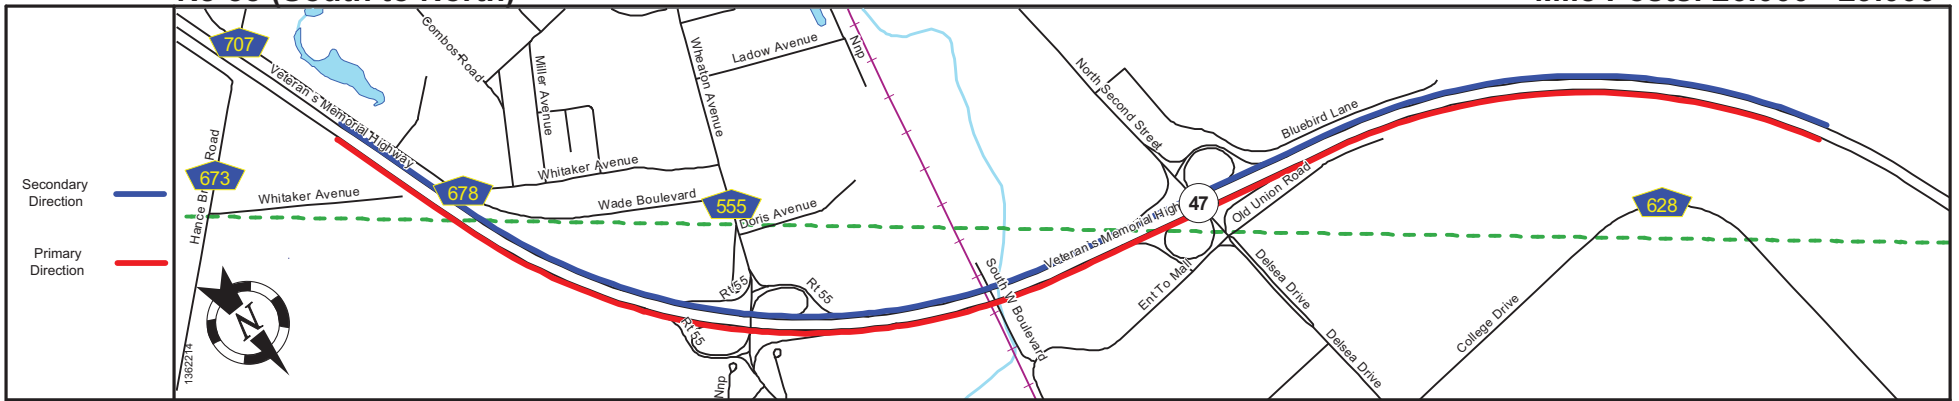 707
Veteran's Memorial Highway
Combos Road
Miller Avenue
Wheaton Avenue
Ladow Avenue
Nnp
North Second Street
Bluebird Lane
673
Whitaker Avenue
678
Whitaker Avenue
Wade Boulevard
555
Doris Avenue
Veteran's Memorial High
47
Old Union Road
628
Secondary
Direction
Primary
Direction
Road
N
1362214
Rt 55
Rt 55
Rt 55
Nnp
South W Boulevard
Ent To Mall
Delsea Drive
Delsea Drive
College Drive